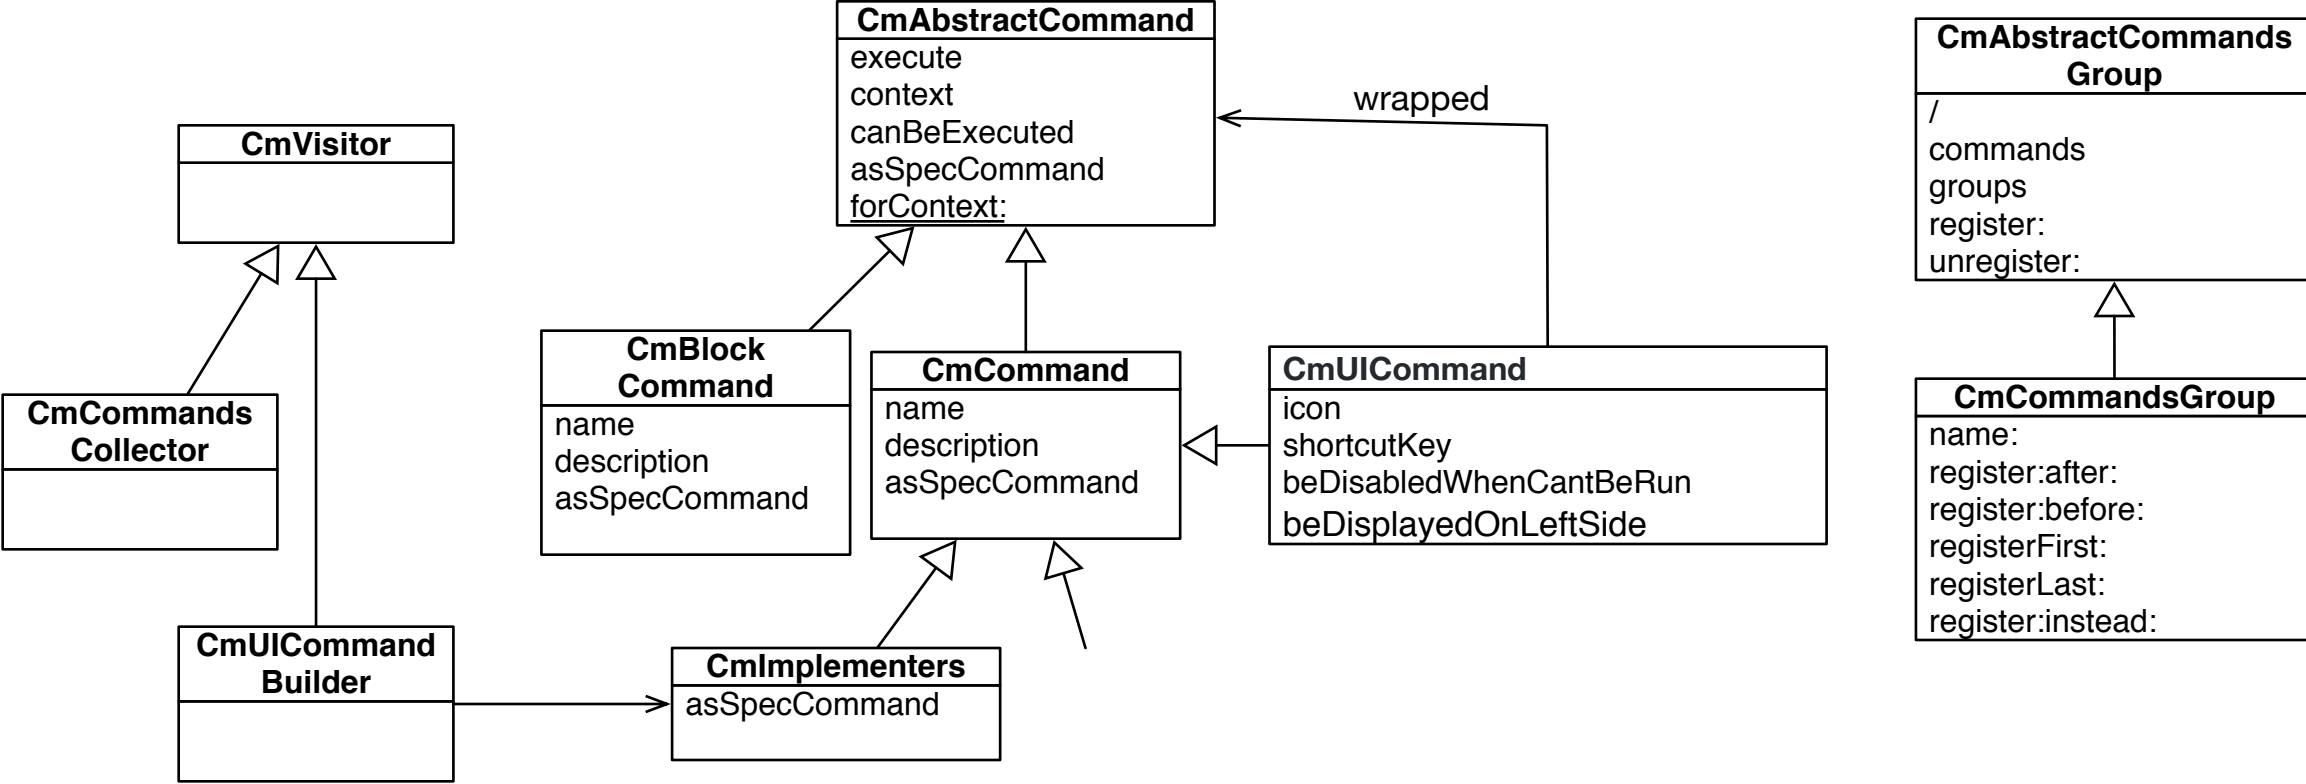 CmAbstractCommand
execute
context
canBeExecuted
asSpecCommand
forContext:
wrapped
CmAbstractCommands
Group
/
commands
groups
register:
unregister:
CmVisitor
CmBlock
Command
name
description
asSpecCommand
CmCommand
name
description
asSpecCommand
CmUICommand
icon
shortcutKey
beDisabledWhenCantBeRun
beDisplayedOnLeftSide
CmCommandsGroup
name:
register:after:
register:before:
registerFirst:
registerLast:
register:instead:
CmCommands
Collector
CmUICommand
Builder
CmImplementers
asSpecCommand